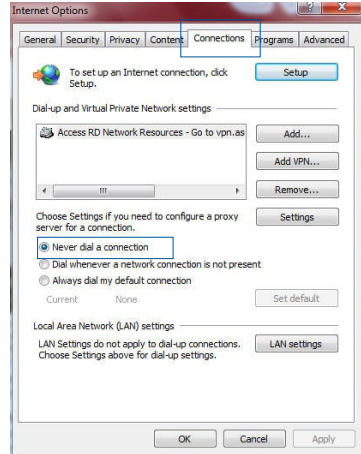 Internet Options
General Security Privacy Content Connections Programs Advanced
To set up an Internet connection, click
Setup.
Setup
Dial-up and Virtual Private Network settings
Access RD Network Resources - Go to vpn.as
Add...
Add VPN...
Remove...
Choose Settings if you need to configure a proxy
server for a connection.
Settings
Never dial a connection
Dial whenever a network connection is not present
Always dial my default connection
Current None
Set default
Local Area Network (LAN) settings
LAN Settings do not apply to dial-up connections.
Choose Settings above for dial-up settings.
LAN settings
OK Cancel Apply